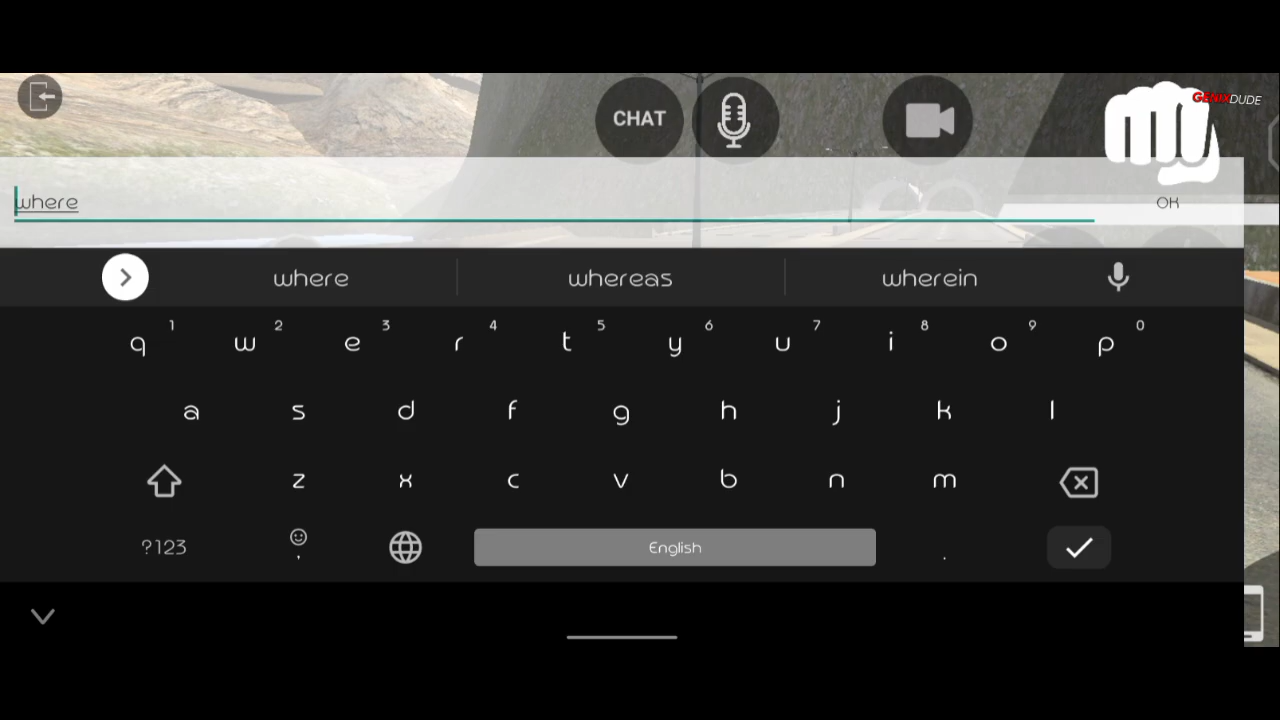 CHAT
GENIXDUDE
where
OK
where whereas wherein
1 2 3 4 5 6 7 8 9 0
q w e r t y u i o p
a s d f g h j k l
z x c v b n m
?123 , English .